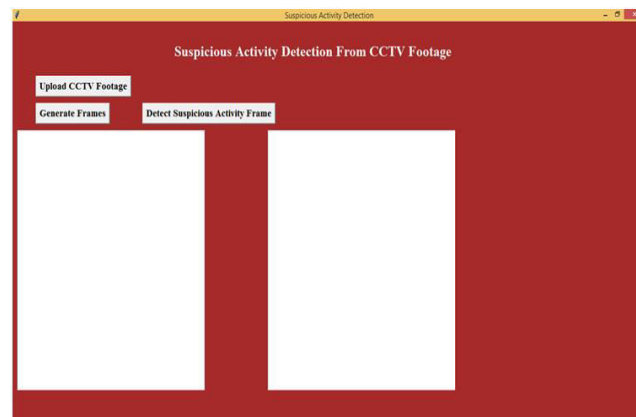 Suspicious Activity Detection
Suspicious Activity Detection From CCTV Footage
Upload CCTV Footage
Generate Frames
Detect Suspicious Activity Frame